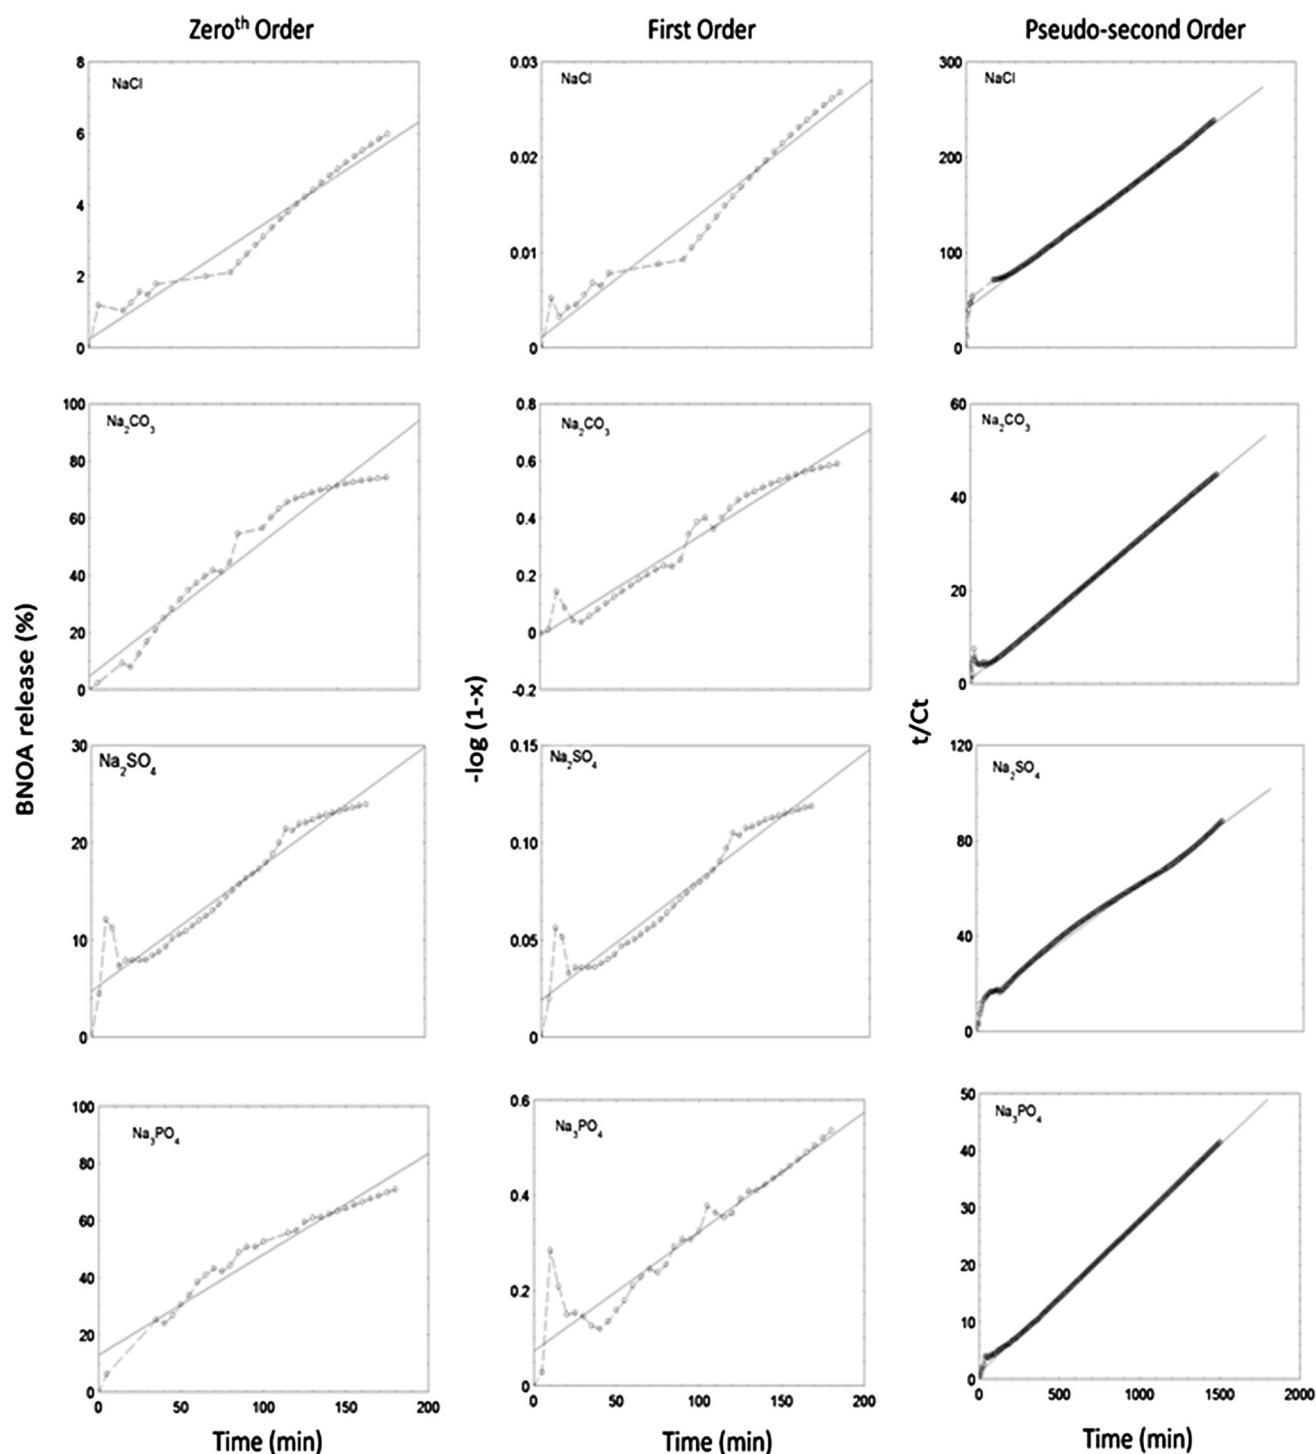 Zeroth Order
First Order
Pseudo-second Order
8
6
4
2
0
NaCl
0.03
0.02
0.01
0
NaCl
300
200
100
0
NaCl
100
80
60
40
20
0
Na2CO3
0.8
0.6
0.4
0.2
0
-0.2
Na2CO3
60
40
20
0
Na2CO3
BNOA release (%)
-log (1-x)
t/Ct
30
20
10
0
Na2SO4
0.15
0.10
0.05
0
Na2SO4
120
80
40
0
Na2SO4
100
80
60
40
20
0
Na3PO4
0.6
0.4
0.2
0
Na3PO4
50
40
30
20
10
0
Na3PO4
0 50 100 150 200
0 50 100 150 200
0 500 1000 1500 2000
Time (min)
Time (min)
Time (min)